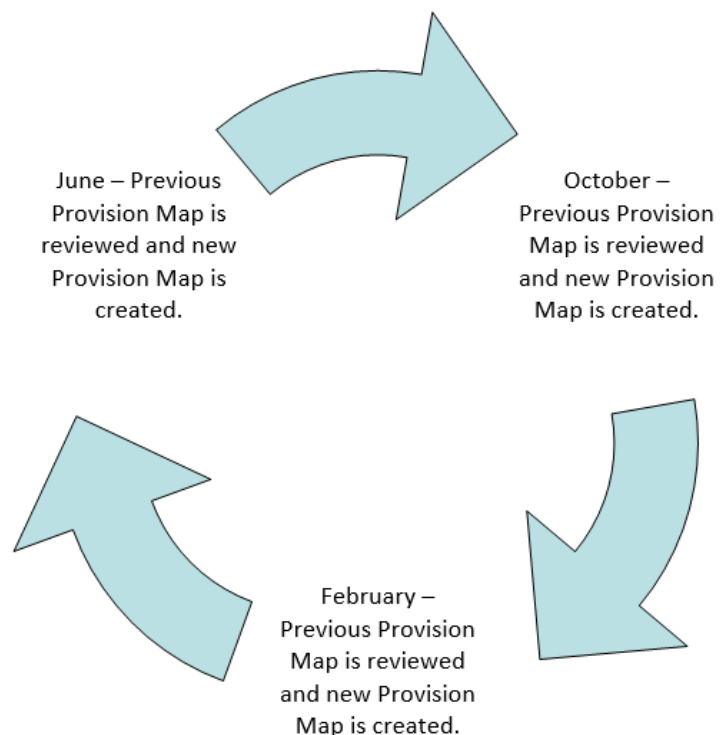 June – Previous
Provision Map is
reviewed and new
Provision Map is
created.
October –
Previous Provision
Map is reviewed
and new Provision
Map is created.
February –
Previous Provision
Map is reviewed
and new Provision
Map is created.